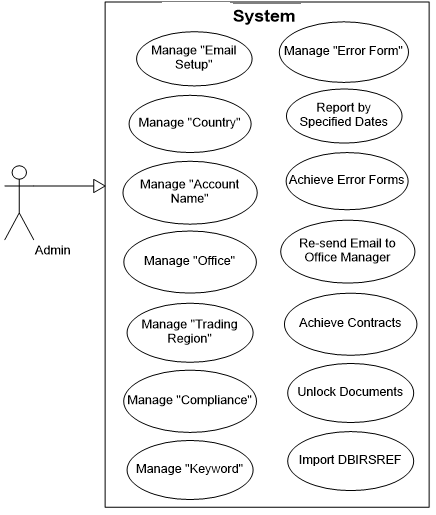 System
Manage "Email
Setup"
Manage "Country"
Manage "Account
Name"
Manage "Office"
Manage "Trading
Region"
Manage "Compliance"
Manage "Keyword"
Manage "Error Form"
Report by
Specified Dates
Achieve Error Forms
Re-send Email to
Office Manager
Achieve Contracts
Unlock Documents
Import DBIRSREF
Admin